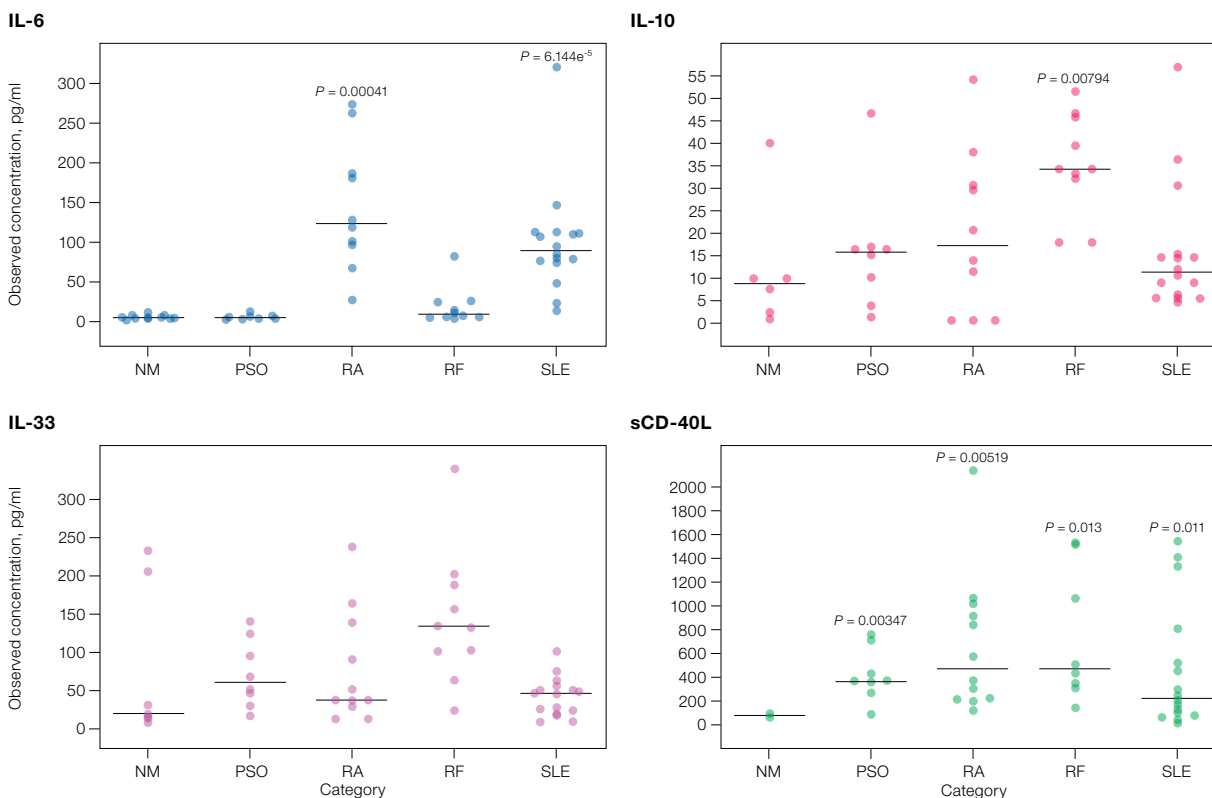 IL-6
Observed concentration, pg/ml
300
250
200
150
100
50
0
P = 0.00041
P = 6.144e-5
NM PSO RA RF SLE
IL-10
55
50
45
40
35
30
25
20
15
10
5
0
P = 0.00794
NM PSO RA RF SLE
IL-33
Observed concentration, pg/ml
300
250
200
150
100
50
0
NM PSO RA RF SLE
Category
sCD-40L
2000
1800
1600
1400
1200
1000
800
600
400
200
0
P = 0.00347
P = 0.00519
P = 0.013
P = 0.011
NM PSO RA RF SLE
Category